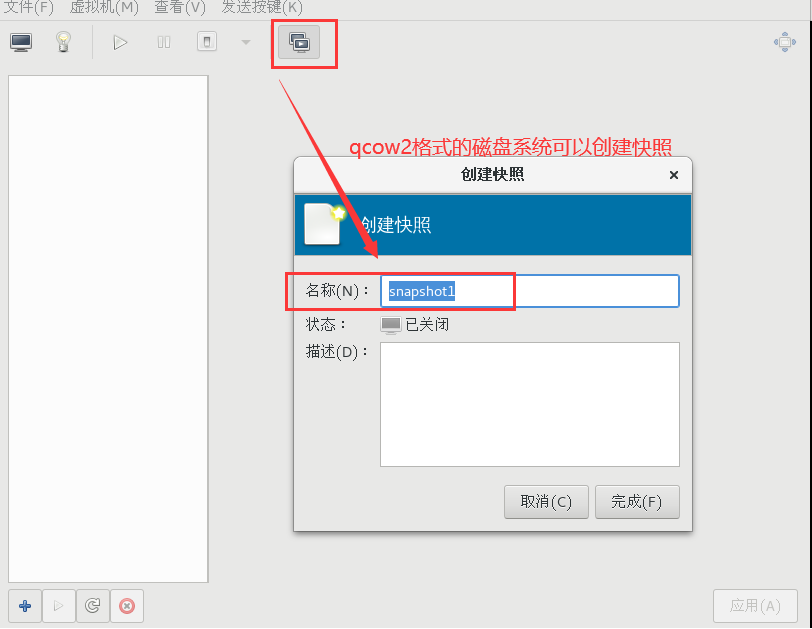 文件(F) 虚拟机(M) 查看(V) 发送按键(K)
qcow2格式的磁盘系统可以创建快照
创建快照
创建快照
名称(N)： snapshot1
状态： 已关闭
描述(D)：
取消(C) 完成(F)
应用(A)